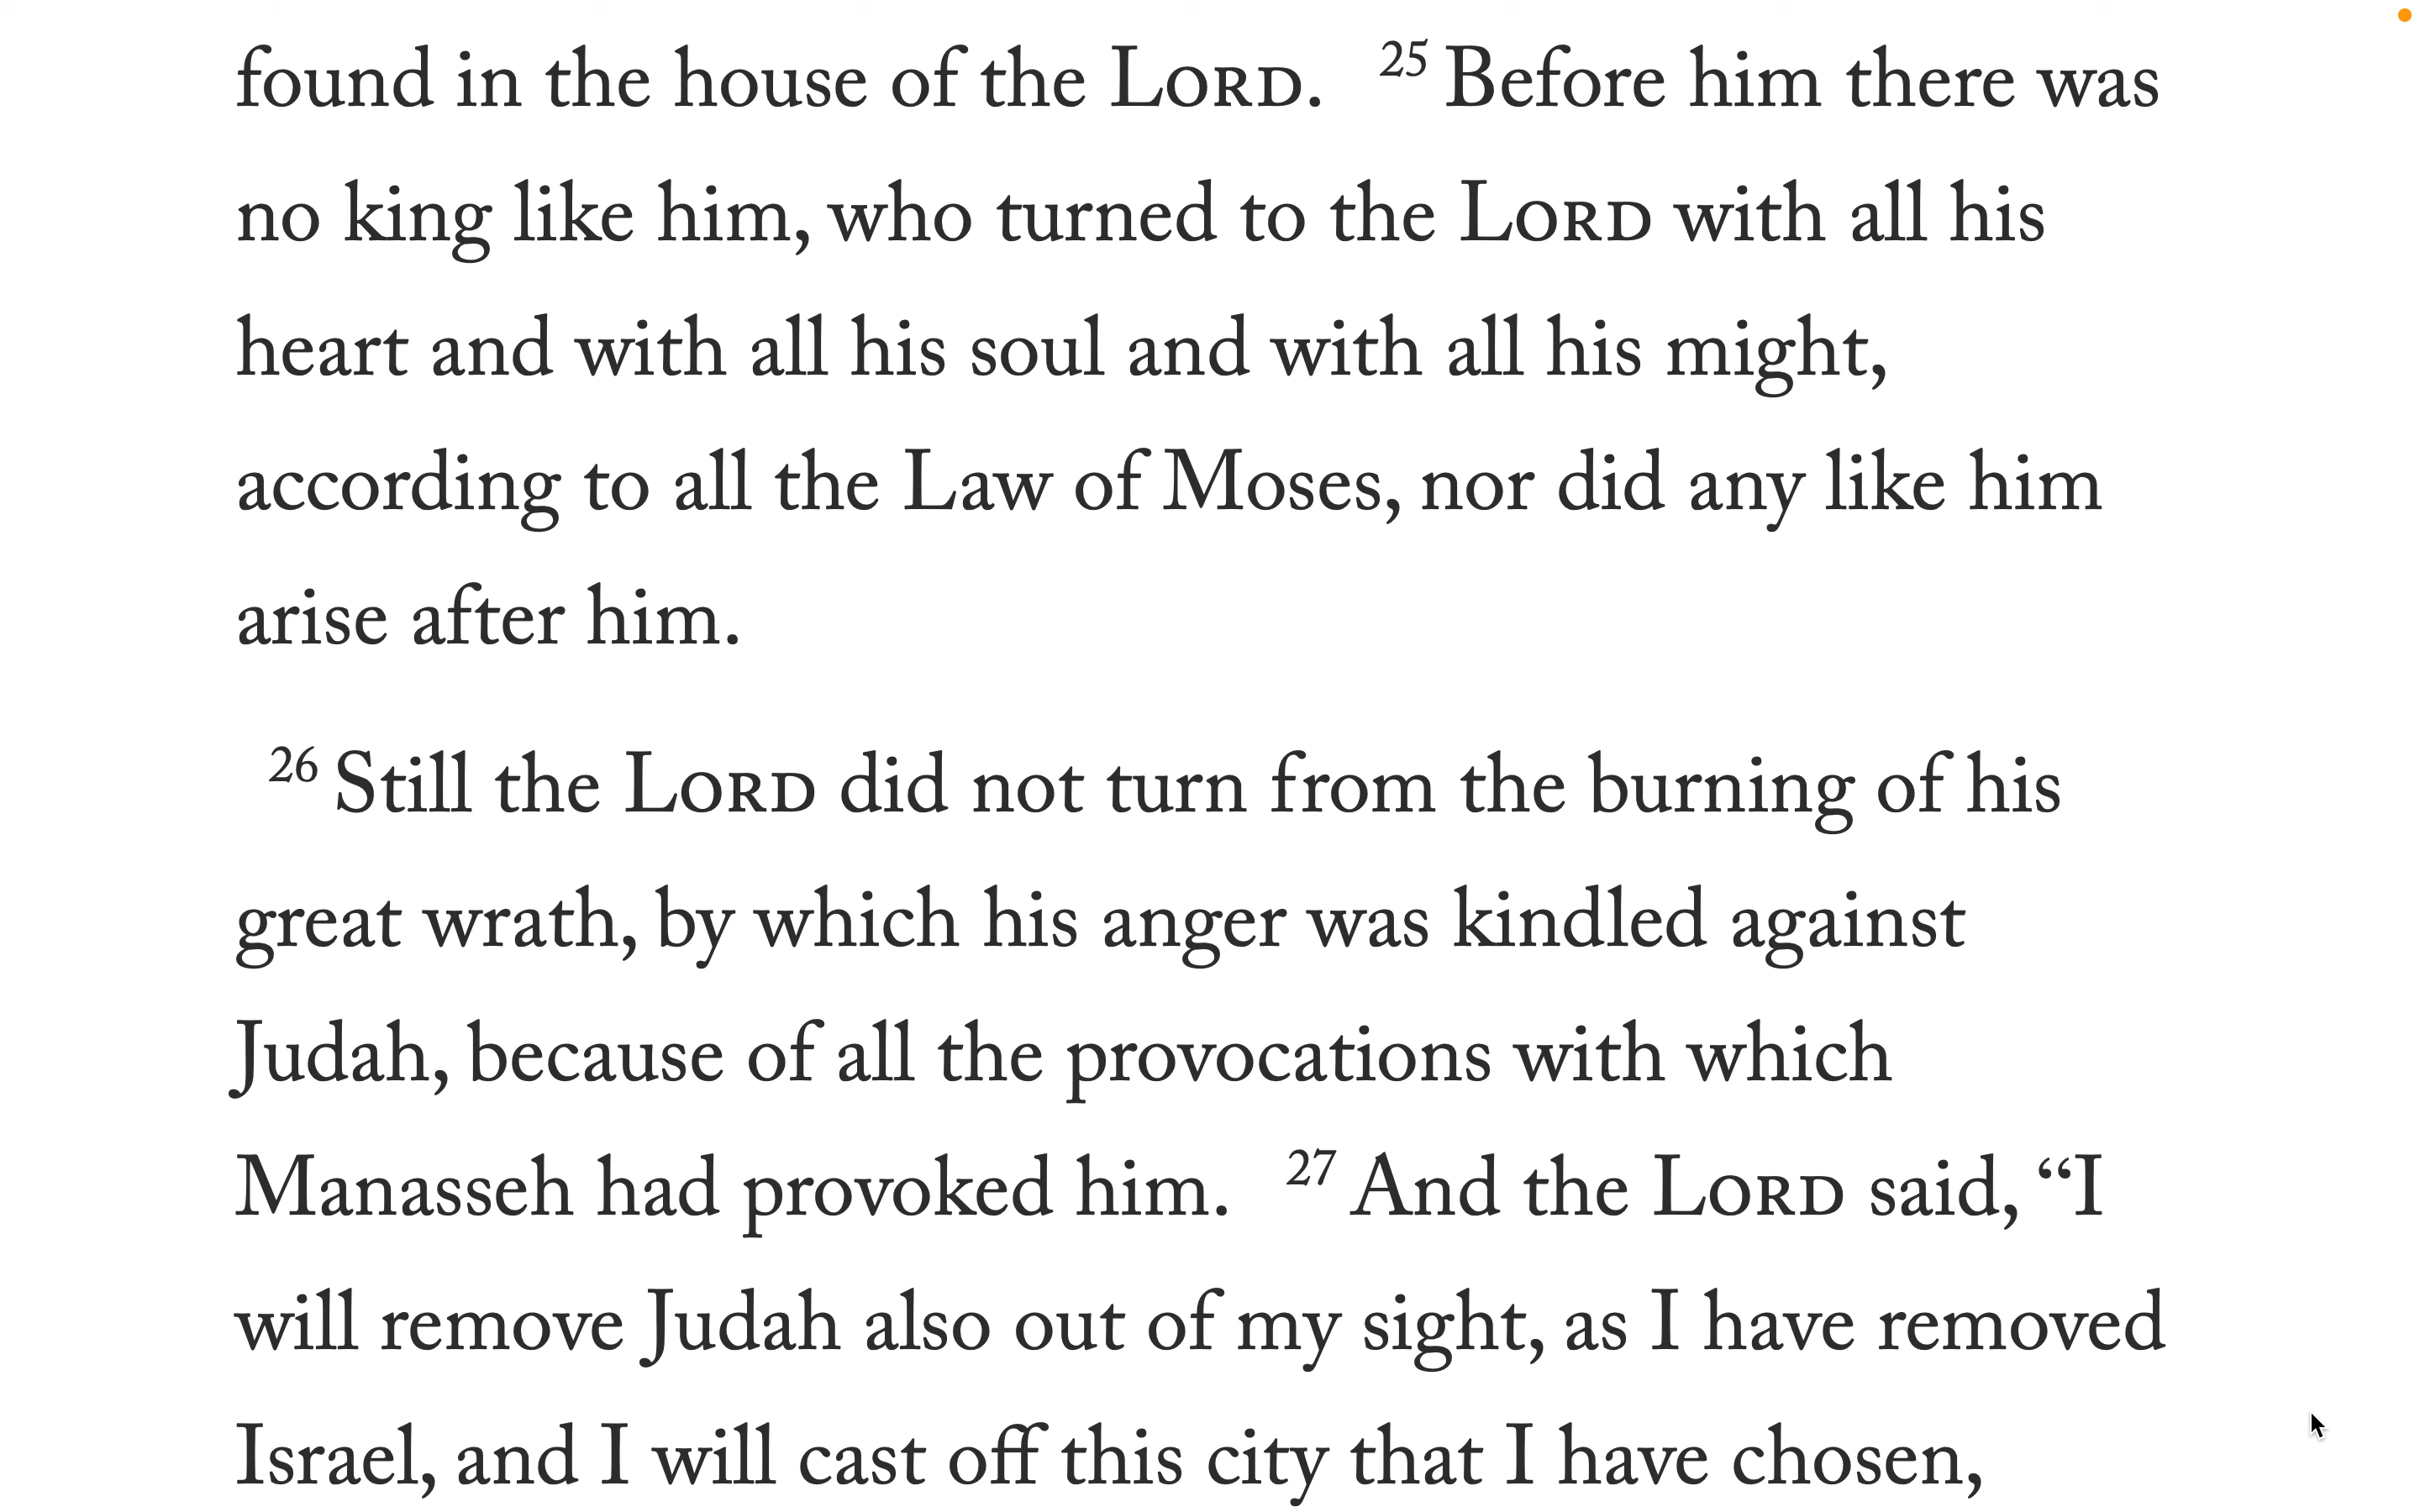 found in the house of the LORD. 25 Before him there was
no king like him, who turned to the LORD with all his
heart and with all his soul and with all his might,
according to all the Law of Moses, nor did any like him
arise after him.
26 Still the LORD did not turn from the burning of his
great wrath, by which his anger was kindled against
Judah, because of all the provocations with which
Manasseh had provoked him. 27 And the LORD said, “I
will remove Judah also out of my sight, as I have removed
Israel, and I will cast off this city that I have chosen,